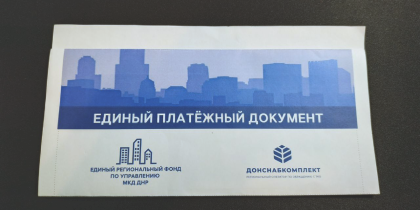 ЕДИНЫЙ ПЛАТЁЖНЫЙ ДОКУМЕНТ
ЕДИНЫЙ РЕГИОНАЛЬНЫЙ ФОНД
ПО УПРАВЛЕНИЮ
МКД ДНР
ДОНСНАБКОМПЛЕКТ